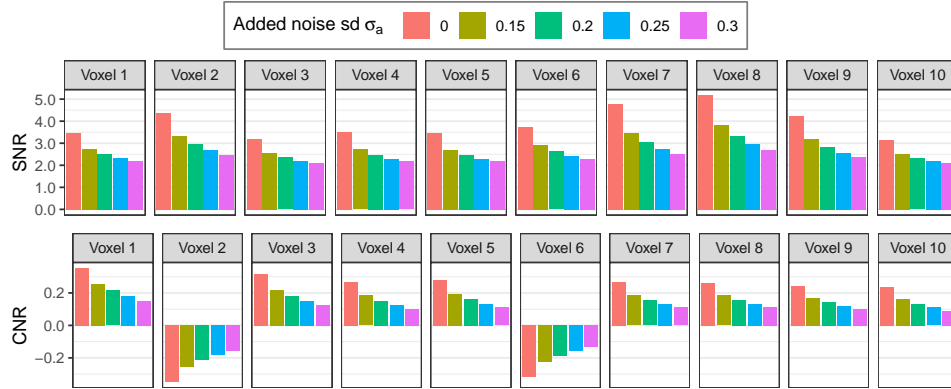 Added noise sd σa 0 0.15 0.2 0.25 0.3
Voxel 1 Voxel 2 Voxel 3 Voxel 4 Voxel 5 Voxel 6 Voxel 7 Voxel 8 Voxel 9 Voxel 10
SNR
5.0
4.0
3.0
2.0
0.0
Voxel 1 Voxel 2 Voxel 3 Voxel 4 Voxel 5 Voxel 6 Voxel 7 Voxel 8 Voxel 9 Voxel 10
CNR
0.2
0.0
−0.2